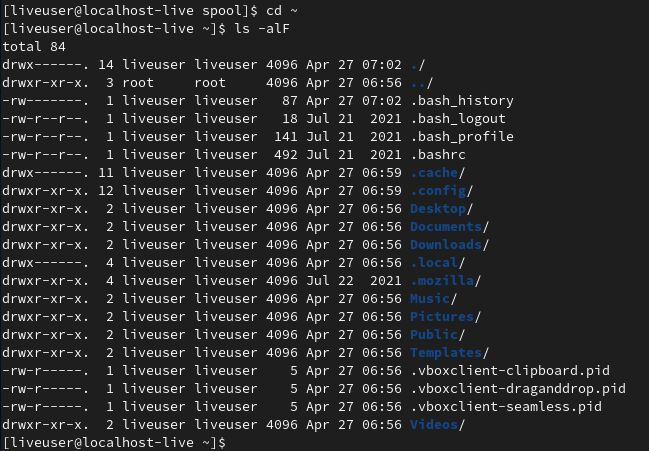 [liveuser@localhost-live spool]$ cd ~
[liveuser@localhost-live ~]$ ls -alF
total 84
drwx------. 14 liveuser liveuser 4096 Apr 27 07:02 ./
drwxr-xr-x.  3 root     root     4096 Apr 27 06:56 ../
-rw-------.  1 liveuser liveuser   87 Apr 27 07:02 .bash_history
-rw-r--r--.  1 liveuser liveuser   18 Jul 21  2021 .bash_logout
-rw-r--r--.  1 liveuser liveuser  141 Jul 21  2021 .bash_profile
-rw-r--r--.  1 liveuser liveuser  492 Jul 21  2021 .bashrc
drwx------. 11 liveuser liveuser 4096 Apr 27 06:59 .cache/
drwxr-xr-x. 12 liveuser liveuser 4096 Apr 27 06:59 .config/
drwxr-xr-x.  2 liveuser liveuser 4096 Apr 27 06:56 Desktop/
drwxr-xr-x.  2 liveuser liveuser 4096 Apr 27 06:56 Documents/
drwxr-xr-x.  2 liveuser liveuser 4096 Apr 27 06:56 Downloads/
drwx------.  4 liveuser liveuser 4096 Apr 27 06:56 .local/
drwxr-xr-x.  4 liveuser liveuser 4096 Jul 22  2021 .mozilla/
drwxr-xr-x.  2 liveuser liveuser 4096 Apr 27 06:56 Music/
drwxr-xr-x.  2 liveuser liveuser 4096 Apr 27 06:56 Pictures/
drwxr-xr-x.  2 liveuser liveuser 4096 Apr 27 06:56 Public/
drwxr-xr-x.  2 liveuser liveuser 4096 Apr 27 06:56 Templates/
-rw-r-----.  1 liveuser liveuser    5 Apr 27 06:56 .vboxclient-clipboard.pid
-rw-r-----.  1 liveuser liveuser    5 Apr 27 06:56 .vboxclient-draganddrop.pid
-rw-r-----.  1 liveuser liveuser    5 Apr 27 06:56 .vboxclient-seamless.pid
drwxr-xr-x.  2 liveuser liveuser 4096 Apr 27 06:56 Videos/
[liveuser@localhost-live ~]$